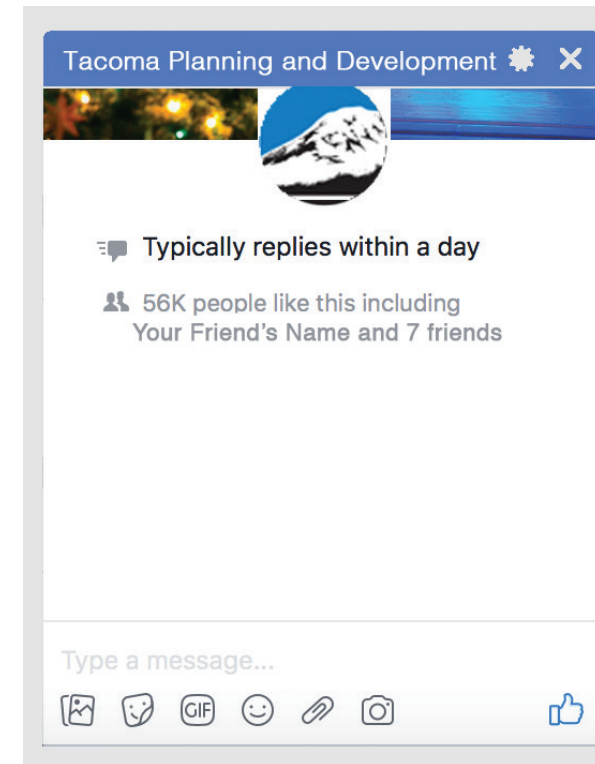 Tacoma Planning and Development
Typically replies within a day
56K people like this including
Your Friend’s Name and 7 friends
Type a message...
GIF